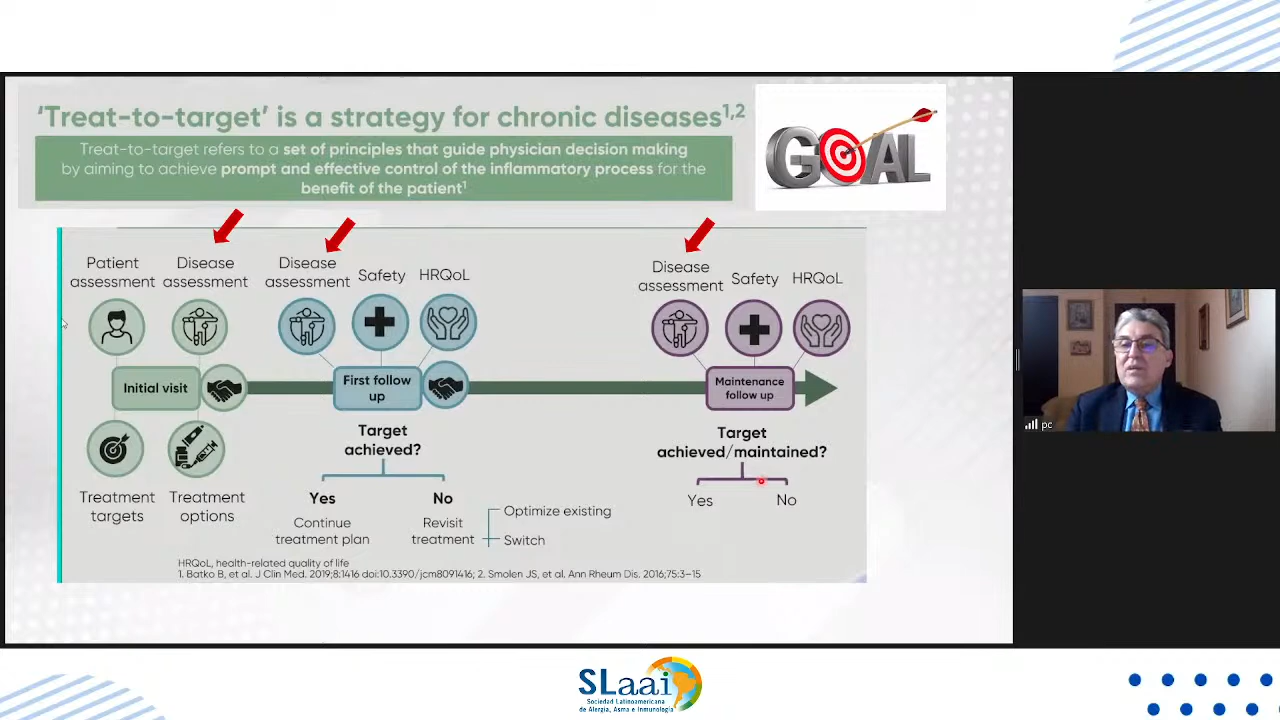 ‘Treat-to-target’ is a strategy for chronic diseases1,2
Treat-to-target refers to a set of principles that guide physician decision making
by aiming to achieve prompt and effective control of the inflammatory process for the
benefit of the patient1
GOAL
Patient
assessment
Disease
assessment
Disease
assessment
Safety
HRQoL
Disease
assessment
Safety
HRQoL
Initial visit
First follow
up
Maintenance
follow up
Treatment
targets
Treatment
options
Target
achieved?
Yes
No
Continue
treatment plan
Revisit
treatment
Optimize existing
Switch
Target
achieved/maintained?
Yes
No
HRQoL, health-related quality of life
1. Batko B, et al. J Clin Med. 2019;8:1416 doi:10.3390/jcm8091416; 2. Smolen JS, et al. Ann Rheum Dis. 2016;75:3–15
pc
SLaai
Sociedad Latinoamericana
de Alergia, Asma e Inmunología